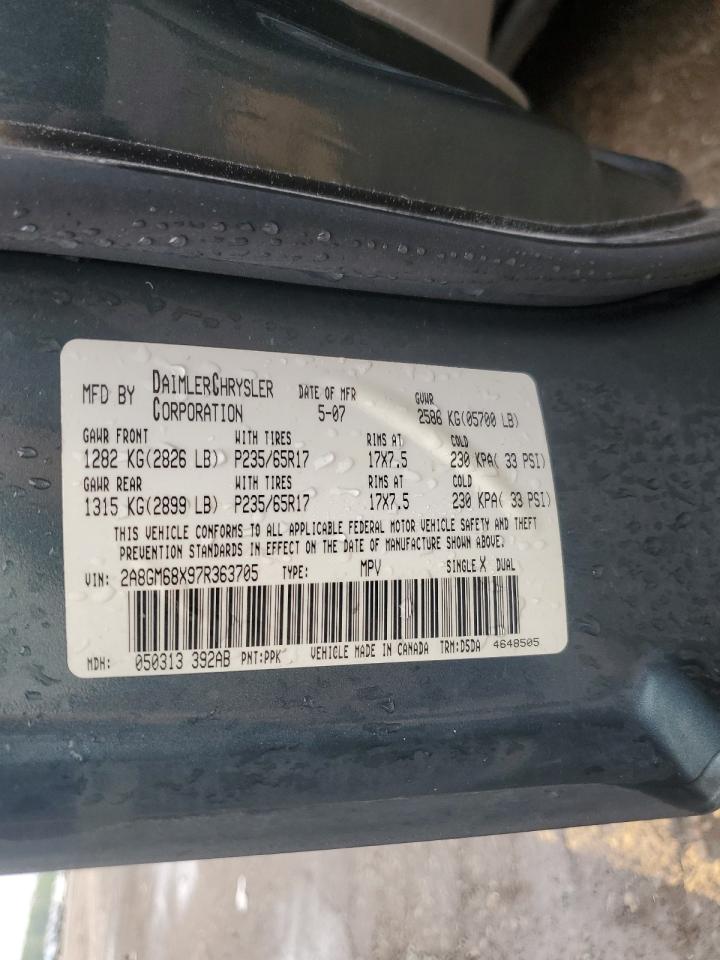 MFD BY DAIMLERCHRYSLER CORPORATION DATE OF MFR 5-07 GVWR 2586 KG(05700 LB)
GAWR FRONT WITH TIRES RIMS AT COLD
1282 KG(2826 LB) P235/65R17 17X7.5 230 KPA( 33 PSI)
GAWR REAR WITH TIRES RIMS AT COLD
1315 KG(2899 LB) P235/65R17 17X7.5 230 KPA( 33 PSI)
THIS VEHICLE CONFORMS TO ALL APPLICABLE FEDERAL MOTOR VEHICLE SAFETY AND THEFT
PREVENTION STANDARDS IN EFFECT ON THE DATE OF MANUFACTURE SHOWN ABOVE.
VIN: 2A8GM68X97R363705 TYPE: MPV SINGLE X DUAL
MDH: 050313 392AB PNT:PPK VEHICLE MADE IN CANADA TRM:D5DA 4648505